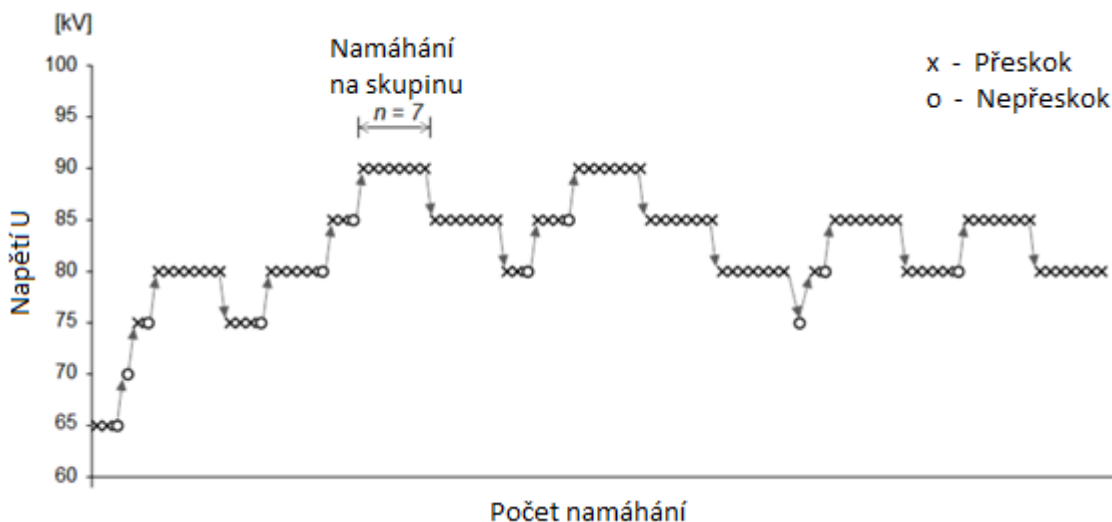 [kV]
Namáhání
na skupinu
n = 7
x - Přeskok
o - Nepřeskok
100
95
90
85
80
75
70
65
60
Napětí U
Počet namáhání